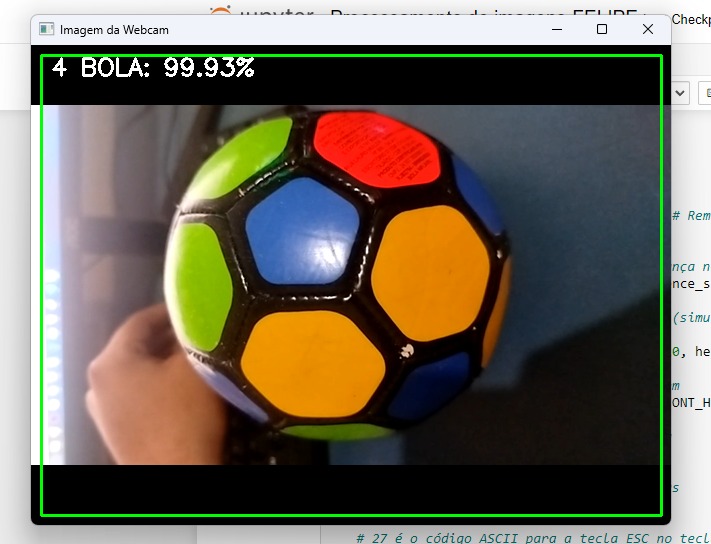 Imagem da Webcam
Checkp
4 BOLA: 99.93%
# Rem
nça n
nce_s
(simu
0, he
m
ONT_H
s
# 27 é o código ASCII para a tecla ESC no tecl